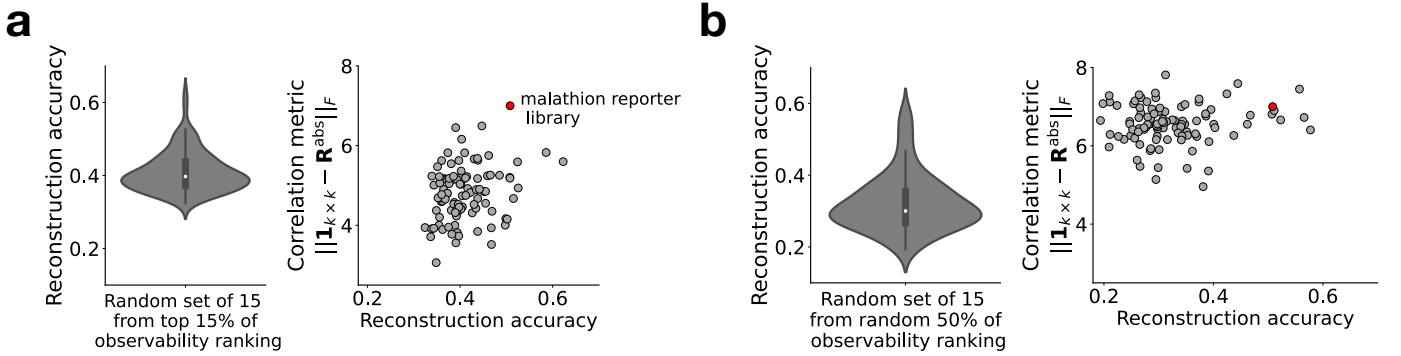 a
Reconstruction accuracy
0.6
0.4
0.2
Random set of 15
from top 15% of
observability ranking
Correlation metric
||𝟏ₖ × ₖ − 𝐑ᵃᵇˢ||_F
8
6
4
malathion reporter
library
0.2 0.4 0.6
Reconstruction accuracy
b
Reconstruction accuracy
0.6
0.4
0.2
Random set of 15
from random 50% of
observability ranking
Correlation metric
||𝟏ₖ × ₖ − 𝐑ᵃᵇˢ||_F
8
6
4
0.2 0.4 0.6
Reconstruction accuracy